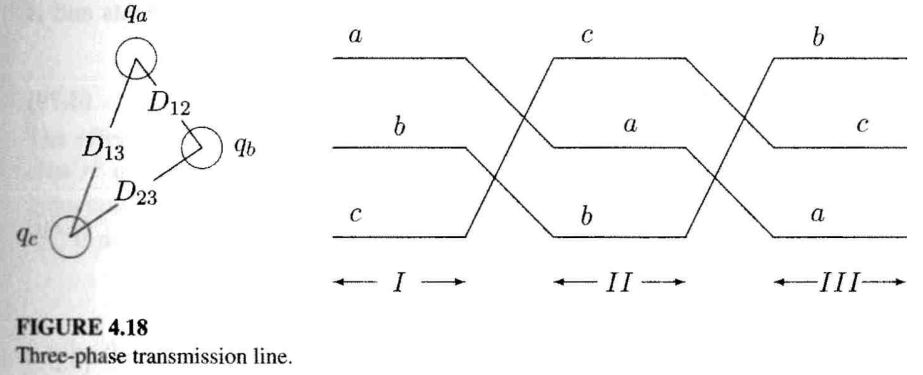 q_a
D_12
D_13
q_b
D_23
q_c
a c b
b a c
c b a
I II III
FIGURE 4.18
Three-phase transmission line.